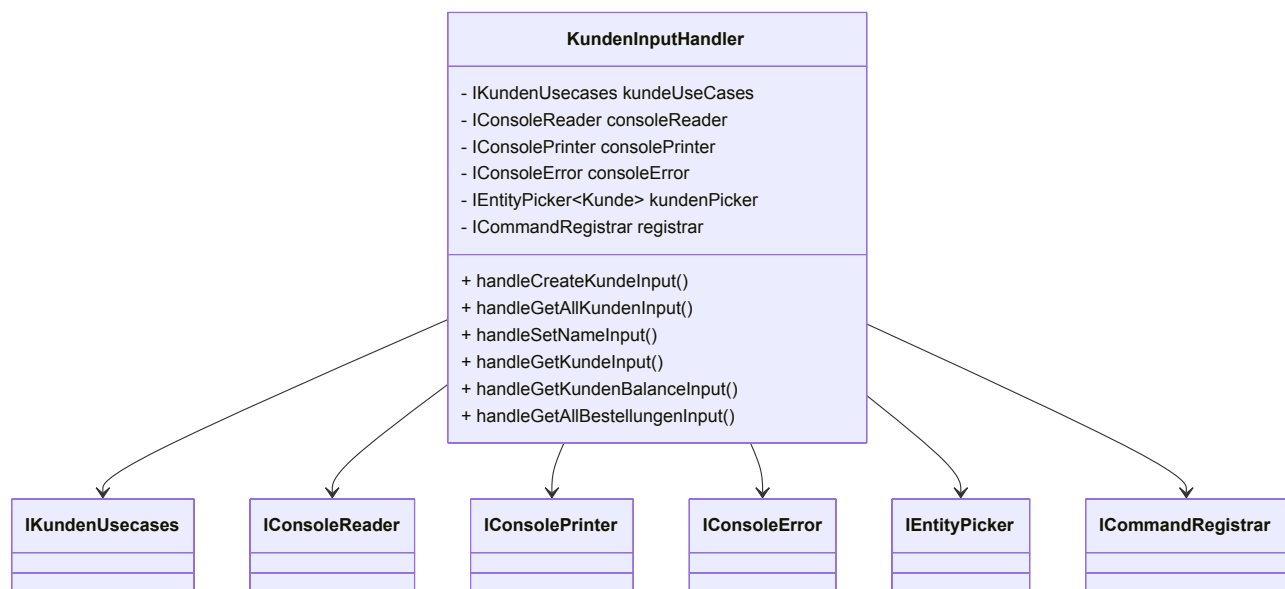 KundenInputHandler
- IKundenUsecases kundeUseCases
- IConsoleReader consoleReader
- IConsolePrinter consolePrinter
- IConsoleError consoleError
- IEntityPicker<Kunde> kundenPicker
- ICommandRegistrar registrar
+ handleCreateKundeInput()
+ handleGetAllKundenInput()
+ handleSetNameInput()
+ handleGetKundeInput()
+ handleGetKundenBalanceInput()
+ handleGetAllBestellungenInput()
IKundenUsecases
IConsoleReader
IConsolePrinter
IConsoleError
IEntityPicker
ICommandRegistrar